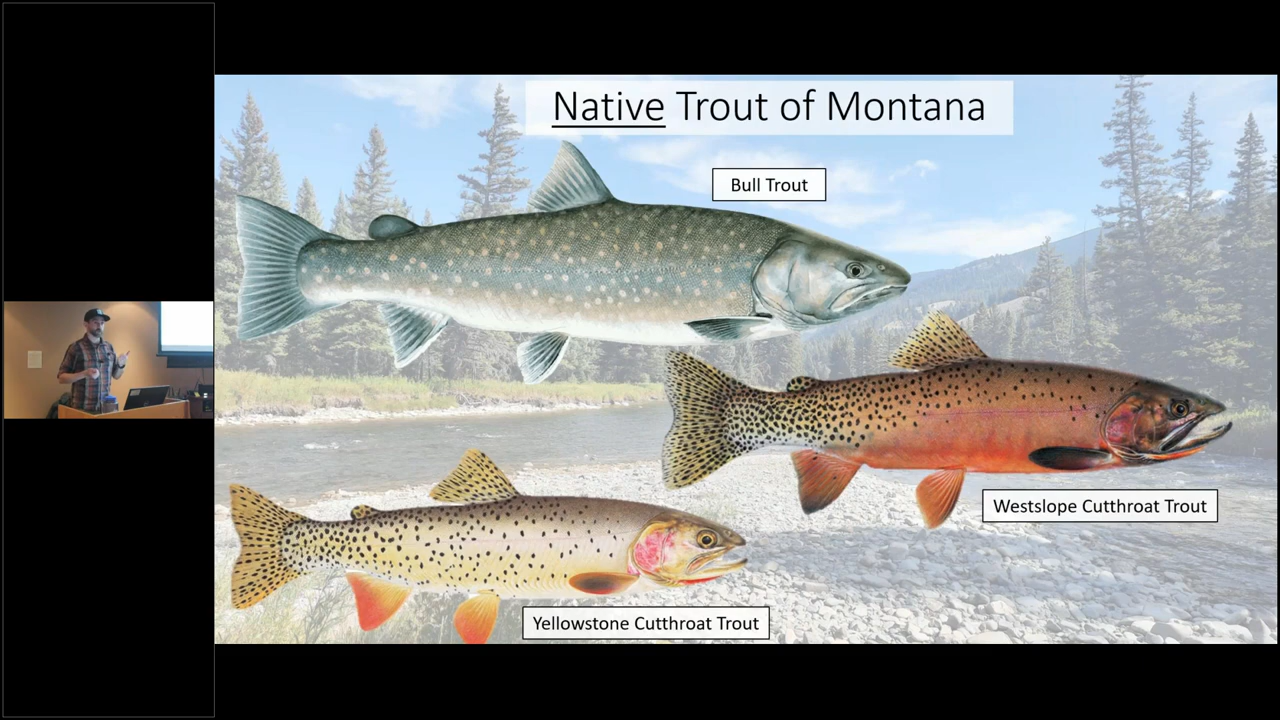 Native Trout of Montana
Bull Trout
Westslope Cutthroat Trout
Yellowstone Cutthroat Trout